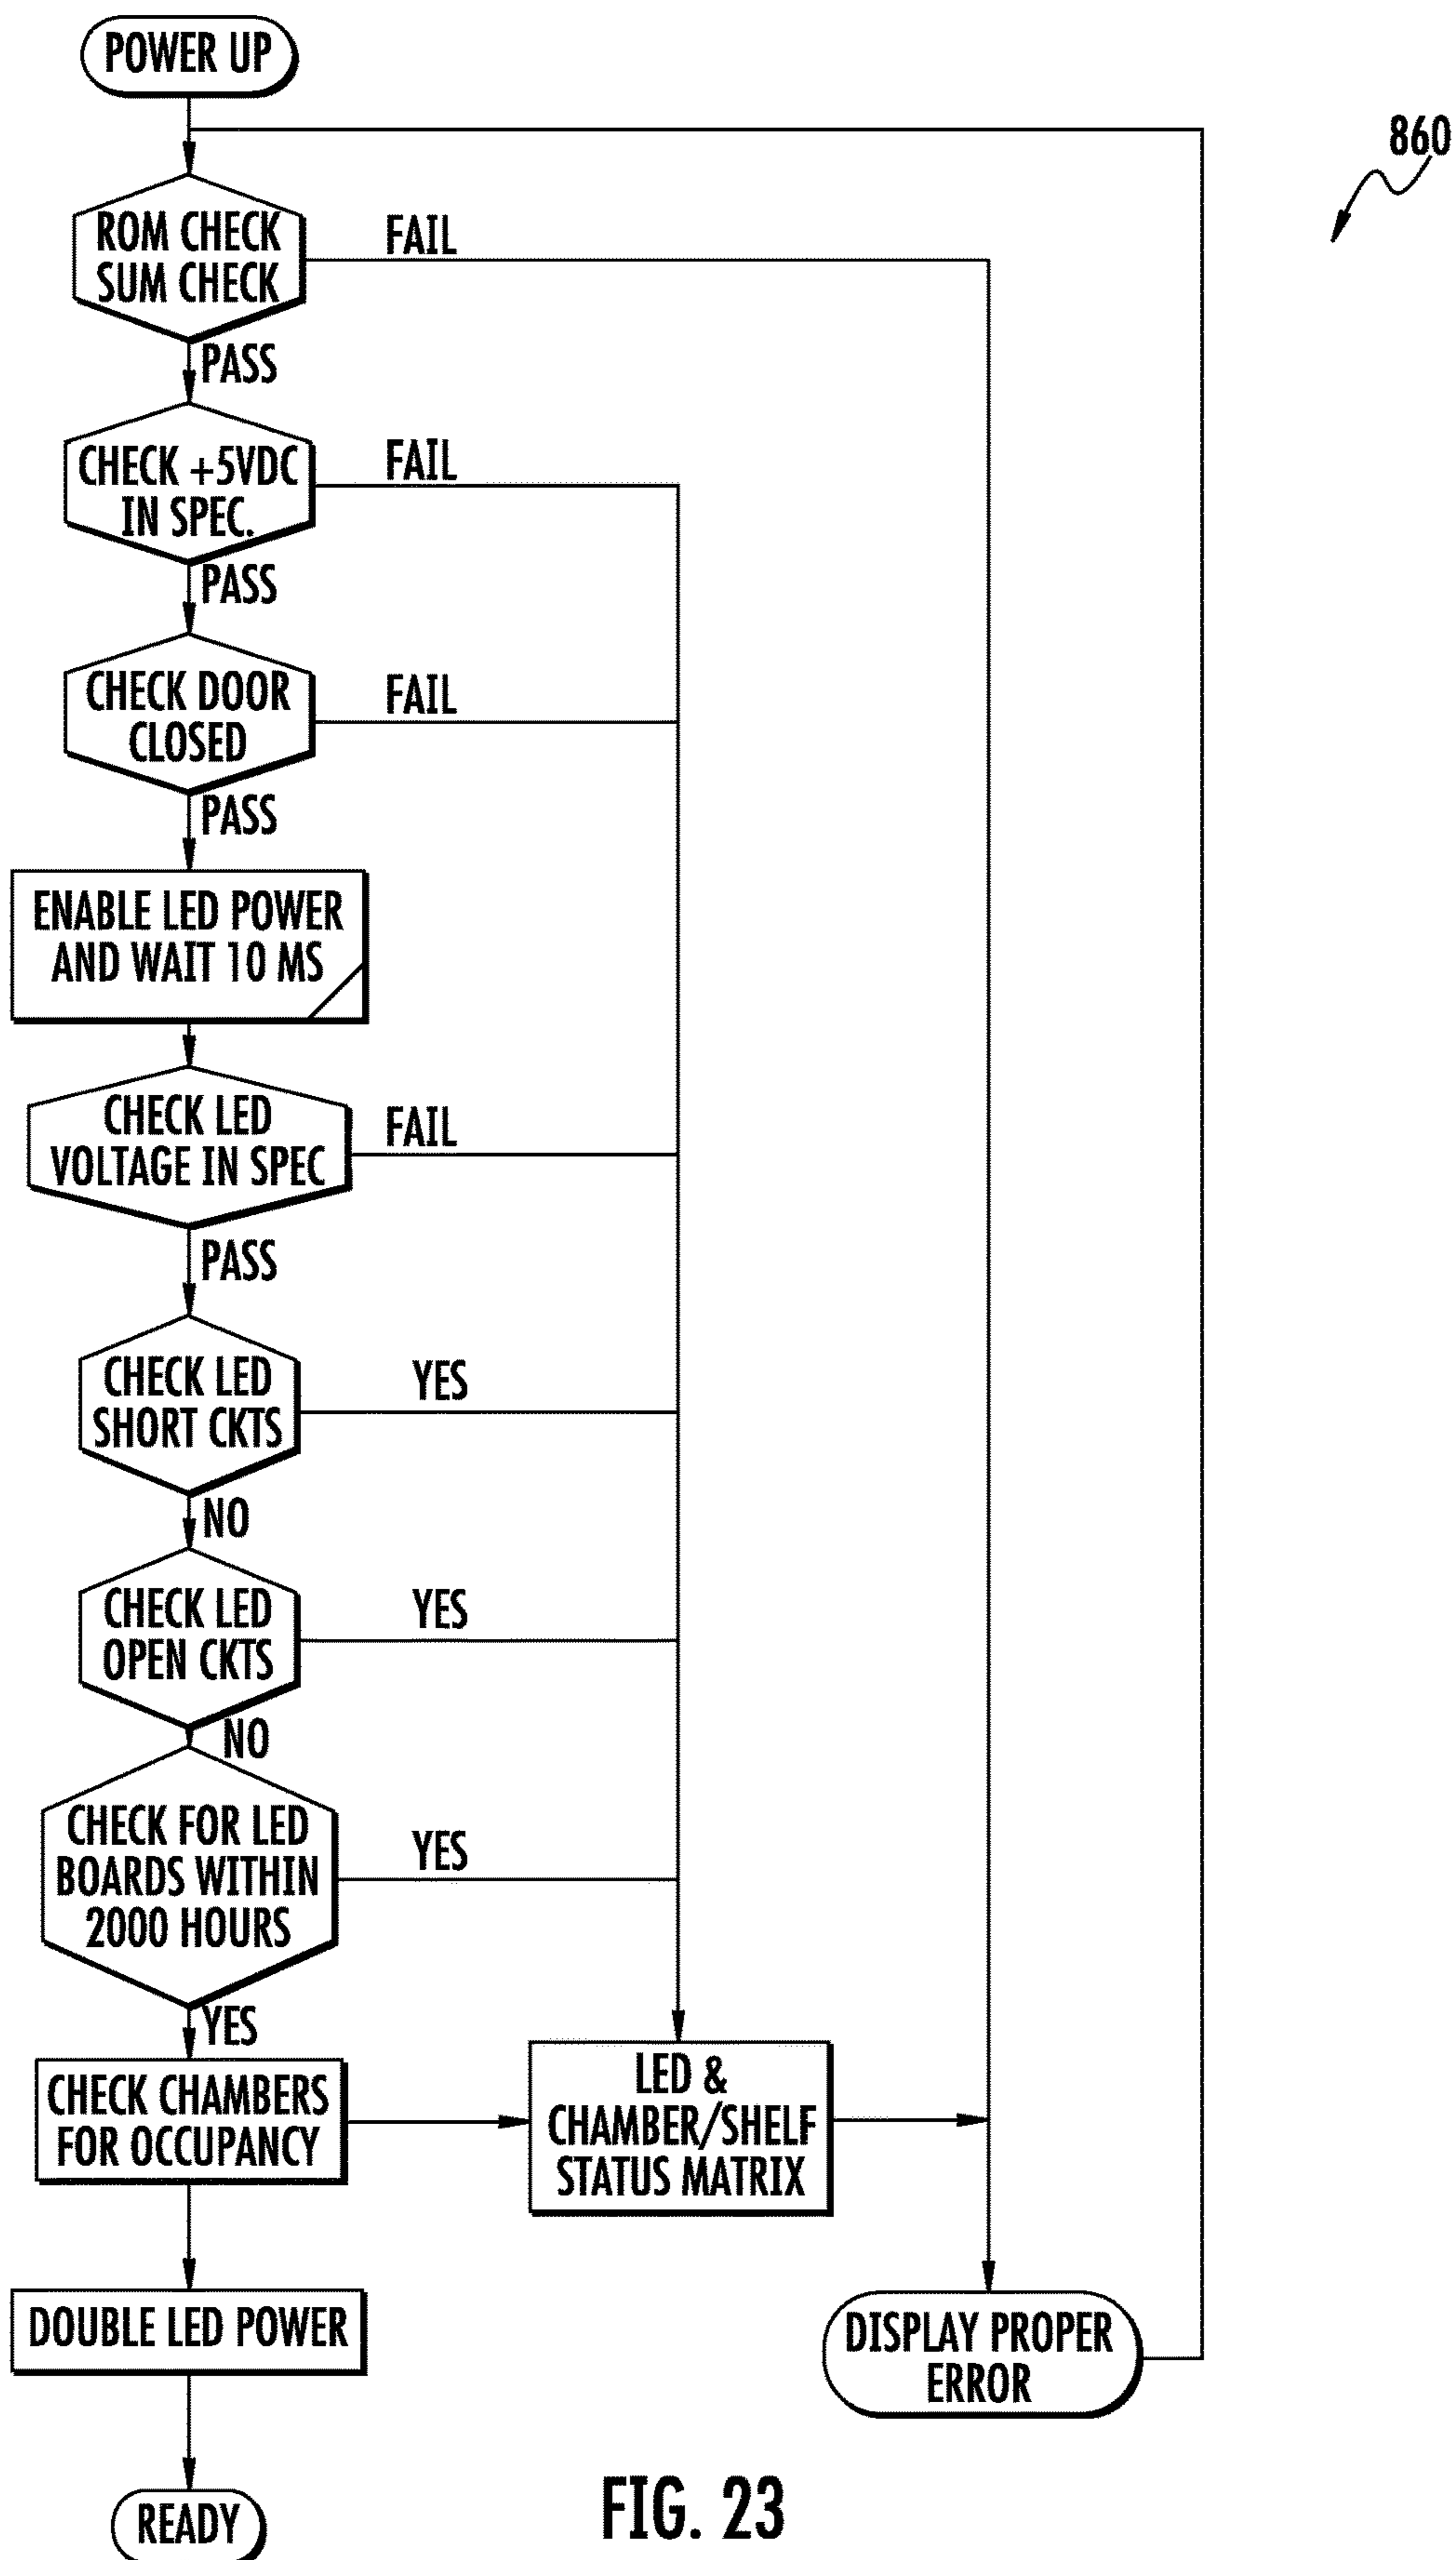 POWER UP
860
ROM CHECK
SUM CHECK
FAIL
PASS
CHECK +5VDC
IN SPEC.
FAIL
PASS
CHECK DOOR
CLOSED
FAIL
PASS
ENABLE LED POWER
AND WAIT 10 MS
CHECK LED
VOLTAGE IN SPEC
FAIL
PASS
CHECK LED
SHORT CKTS
YES
NO
CHECK LED
OPEN CKTS
YES
NO
CHECK FOR LED
BOARDS WITHIN
2000 HOURS
YES
YES
CHECK CHAMBERS
FOR OCCUPANCY
LED &
CHAMBER/SHELF
STATUS MATRIX
DOUBLE LED POWER
DISPLAY PROPER
ERROR
READY
FIG. 23